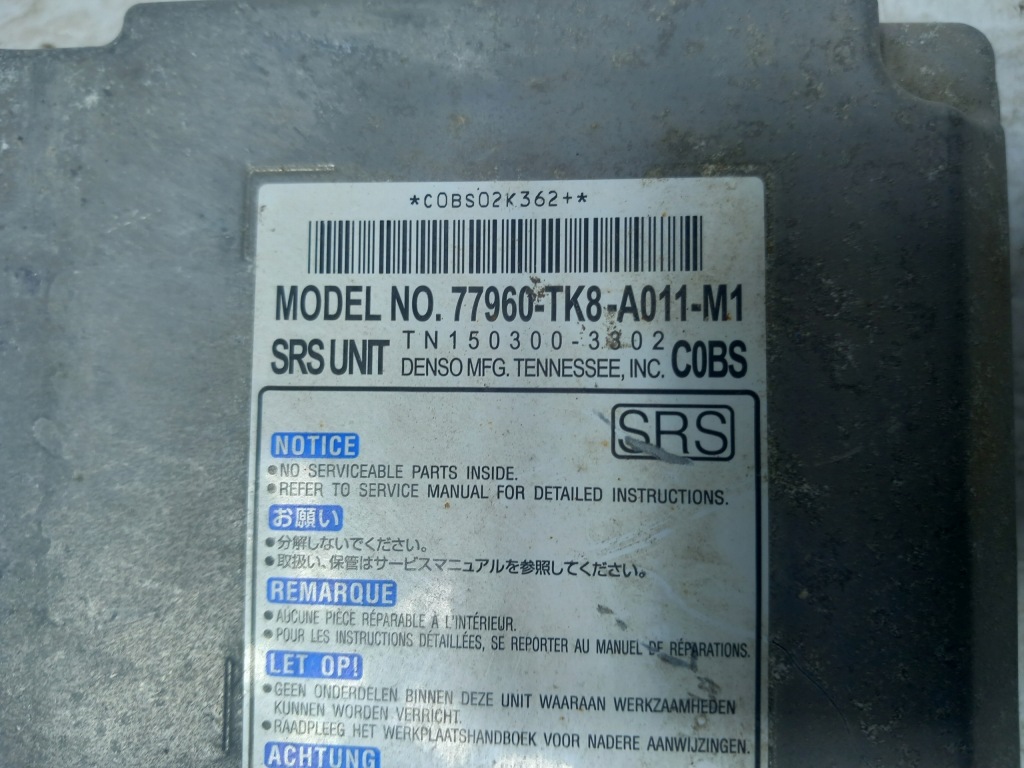 *C0BS02K362+*
MODEL NO. 77960-TK8-A011-M1
TN150300-3302
SRS UNIT DENSO MFG. TENNESSEE, INC. C0BS
SRS
NOTICE
●NO SERVICEABLE PARTS INSIDE.
●REFER TO SERVICE MANUAL FOR DETAILED INSTRUCTIONS.
お願い
●分解しないでください。
●取扱い、保管はサービスマニュアルを参照してください。
REMARQUE
●AUCUNE PIÈCE RÉPARABLE À L'INTÉRIEUR.
●POUR LES INSTRUCTIONS DÉTAILLÉES, SE REPORTER AU MANUEL DE RÉPARATIONS.
LET OP!
●GEEN ONDERDELEN BINNEN DEZE UNIT WAARAAN WERKZAAMHEDEN
KUNNEN WORDEN VERRICHT.
●RAADPLEEG HET WERKPLAATSHANDBOEK VOOR NADERE AANWIJZINGEN.
ACHTUNG